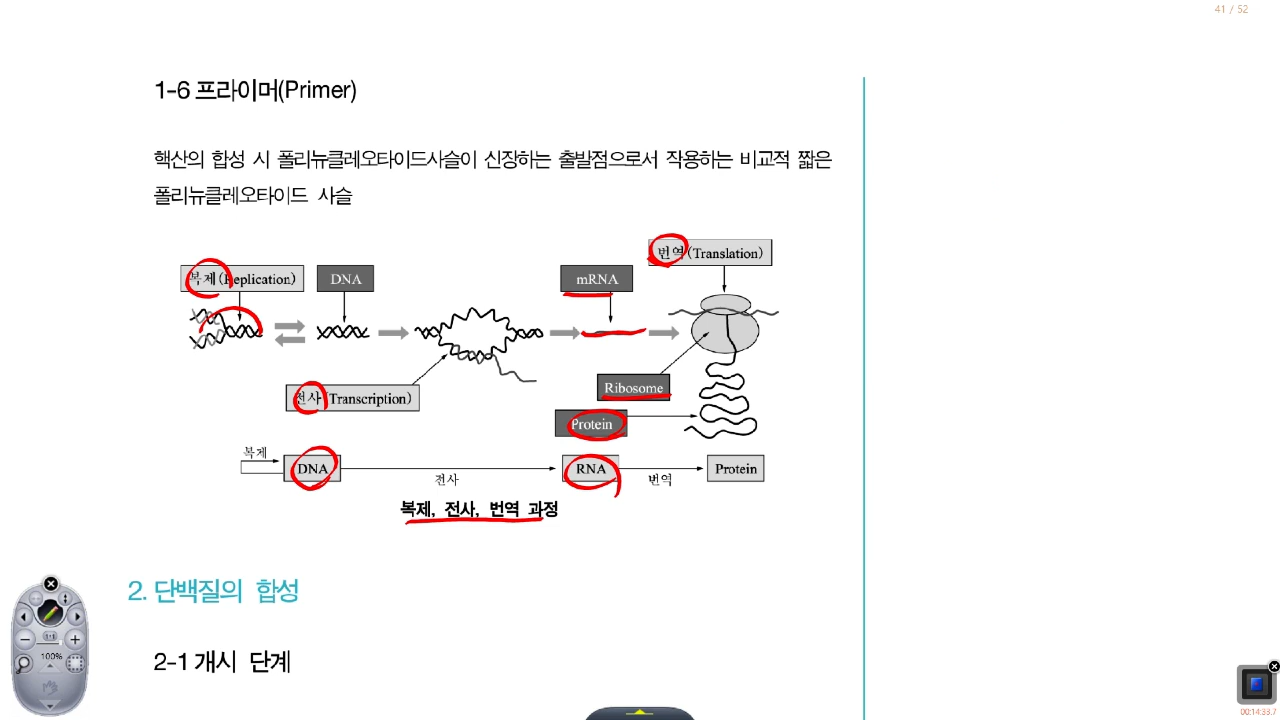 41 / 52
1-6 프라이머(Primer)
핵산의 합성 시 폴리뉴클레오타이드사슬이 신장하는 출발점으로서 작용하는 비교적 짧은
폴리뉴클레오타이드 사슬
번역(Translation)
복제(Replication)
DNA
mRNA
전사(Transcription)
Ribosome
Protein
복제
DNA
전사
RNA
번역
Protein
복제, 전사, 번역 과정
2. 단백질의 합성
2-1 개시 단계
1:1
100%
00:14:33.7